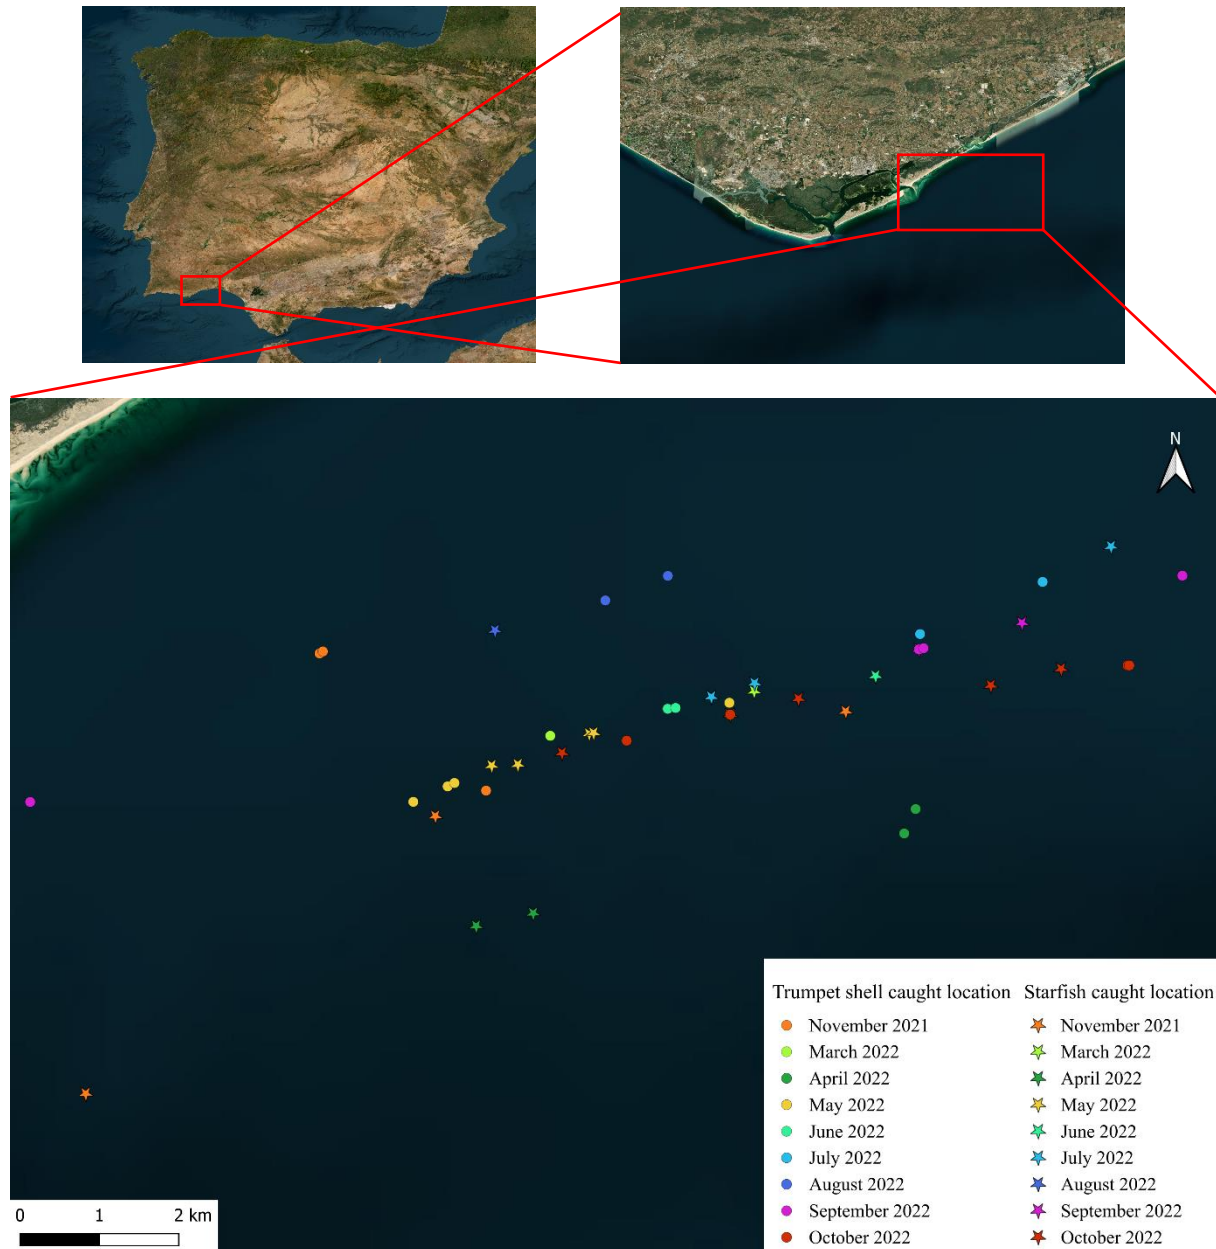 N
Trumpet shell caught location Starfish caught location
November 2021 November 2021
March 2022 March 2022
April 2022 April 2022
May 2022 May 2022
June 2022 June 2022
July 2022 July 2022
August 2022 August 2022
September 2022 September 2022
October 2022 October 2022
0 1 2 km